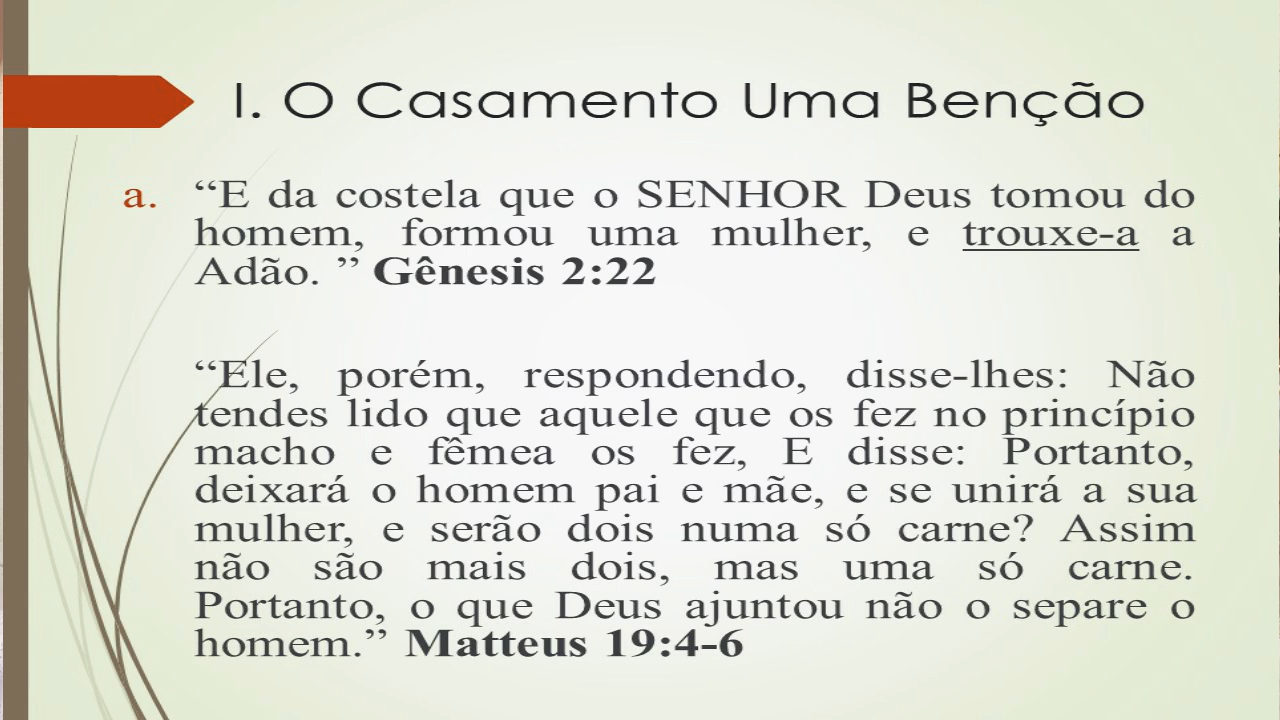 I. O Casamento Uma Benção
a. “E da costela que o SENHOR Deus tomou do
homem, formou uma mulher, e trouxe-a a
Adão. ” Gênesis 2:22
“Ele, porém, respondendo, disse-lhes: Não
tendes lido que aquele que os fez no princípio
macho e fêmea os fez, E disse: Portanto,
deixará o homem pai e mãe, e se unirá a sua
mulher, e serão dois numa só carne? Assim
não são mais dois, mas uma só carne.
Portanto, o que Deus ajuntou não o separe o
homem.” Matteus 19:4-6